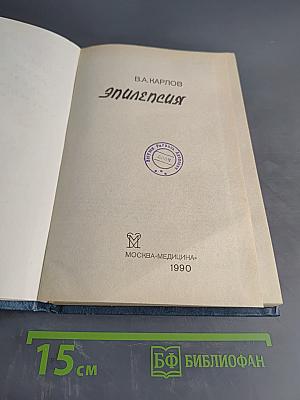 В.А.КАРЛОВ
ЭПИЛЕПСИЯ
МОСКВА«МЕДИЦИНА»
1990
15 см
БФ БИБЛИОФАН